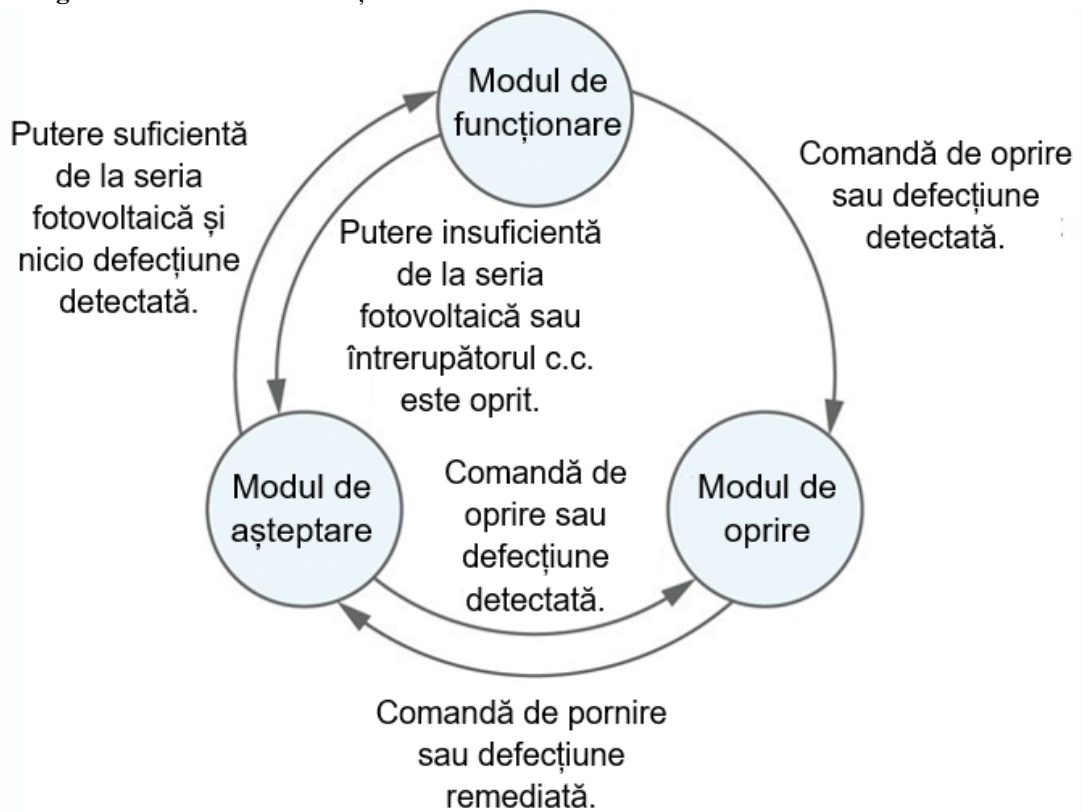 Modul de
funcționare
Putere suficientă
de la seria
fotovoltaică și
nicio defecțiune
detectată.
Comandă de oprire
sau defecțiune
detectată.
Putere insuficientă
de la seria
fotovoltaică sau
întrerupătorul c.c.
este oprit.
Modul de
așteptare
Comandă de
oprire sau
defecțiune
detectată.
Modul de
oprire
Comandă de pornire
sau defecțiune
remediată.